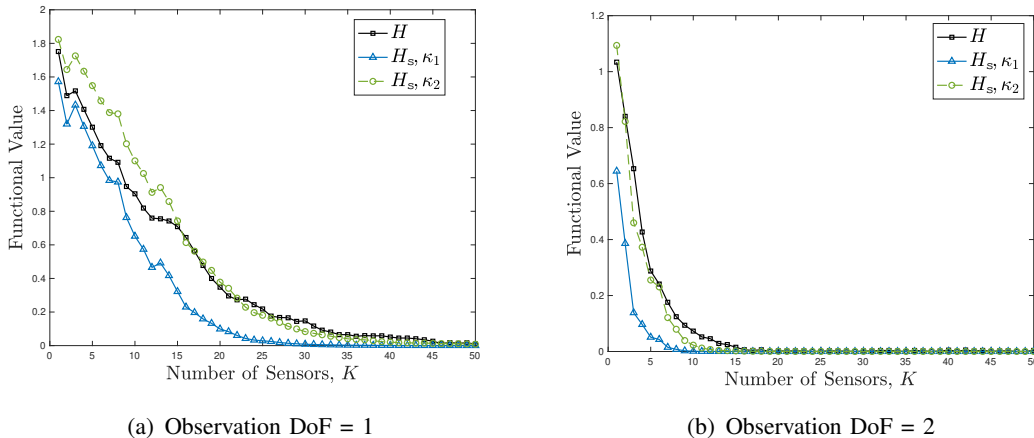 2
1.8
1.6
1.4
1.2
1
0.8
0.6
0.4
0.2
0
Functional Value
H
Hₛ, κ₁
Hₛ, κ₂
0 5 10 15 20 25 30 35 40 45 50
Number of Sensors, K
(a) Observation DoF = 1
1.2
1
0.8
0.6
0.4
0.2
0
Functional Value
H
Hₛ, κ₁
Hₛ, κ₂
0 5 10 15 20 25 30 35 40 45 50
Number of Sensors, K
(b) Observation DoF = 2